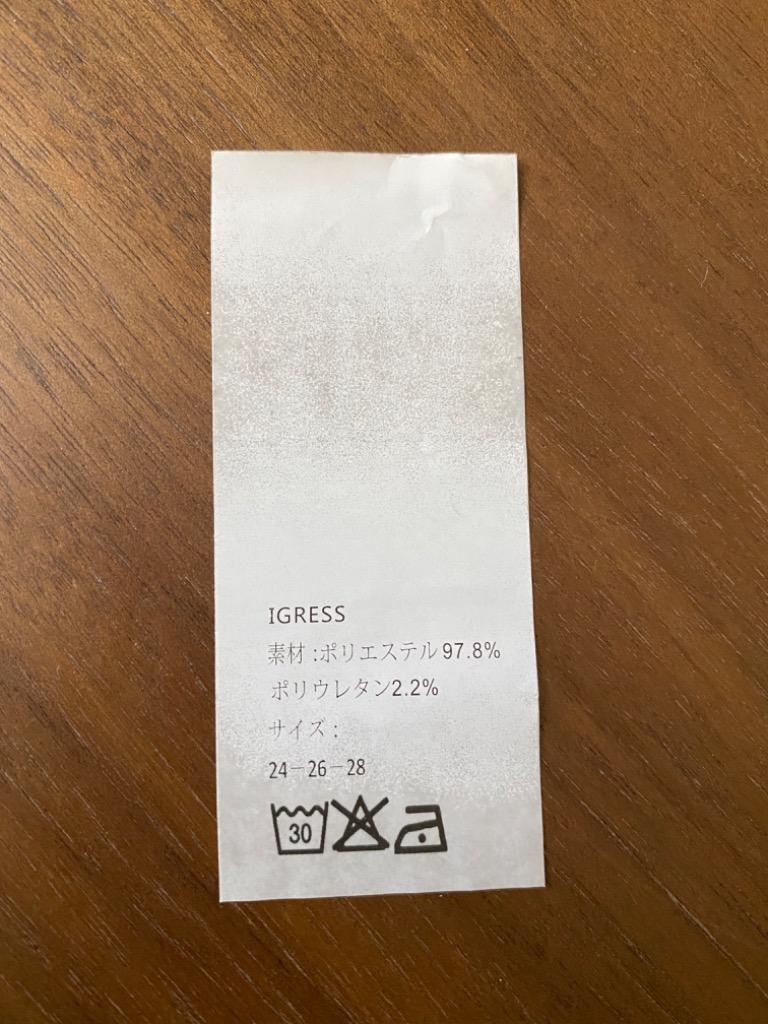 IGRESS
素材:ポリエステル97.8%
ポリウレタン2.2%
サイズ:
24-26-28
30